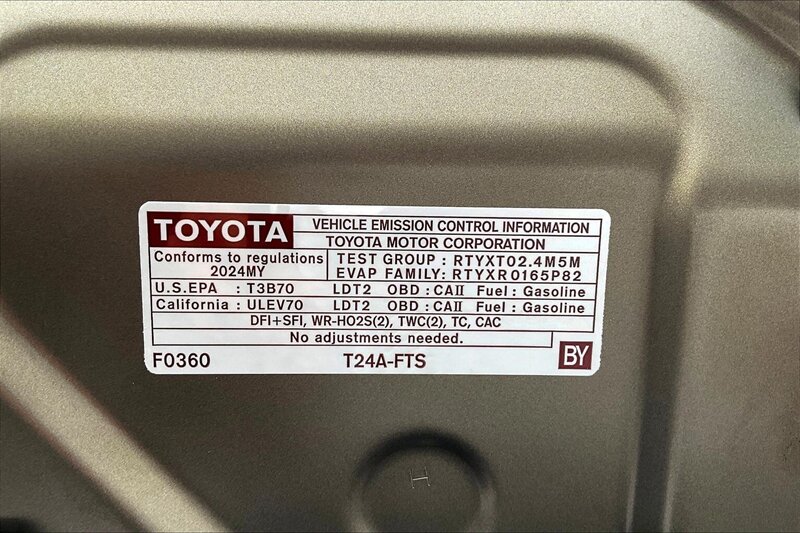 TOYOTA VEHICLE EMISSION CONTROL INFORMATION
TOYOTA MOTOR CORPORATION
Conforms to regulations TEST GROUP : RTYXT02.4M5M
2024MY EVAP FAMILY: RTYXR0165P82
U.S.EPA : T3B70 LDT2 OBD : CAII Fuel : Gasoline
California : ULEV70 LDT2 OBD : CAII Fuel : Gasoline
DFI+SFI, WR-HO2S(2), TWC(2), TC, CAC
No adjustments needed.
F0360 T24A-FTS BY
H